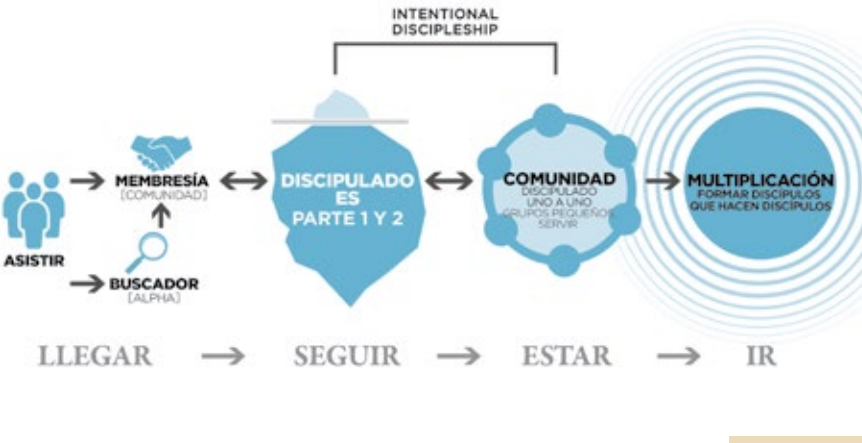 INTENTIONAL
DISCIPLESHIP
ASISTIR
MEMBRESÍA
[COMUNIDAD]
BUSCADOR
[ALPHA]
DISCIPULADO
ES
PARTE 1 Y 2
COMUNIDAD
DISCIPULADO
UNO A UNO
GRUPOS PEQUEÑOS
SERVIR
MULTIPLICACIÓN
FORMAR DISCÍPULOS
QUE HACEN DISCÍPULOS
LLEGAR → SEGUIR → ESTAR → IR